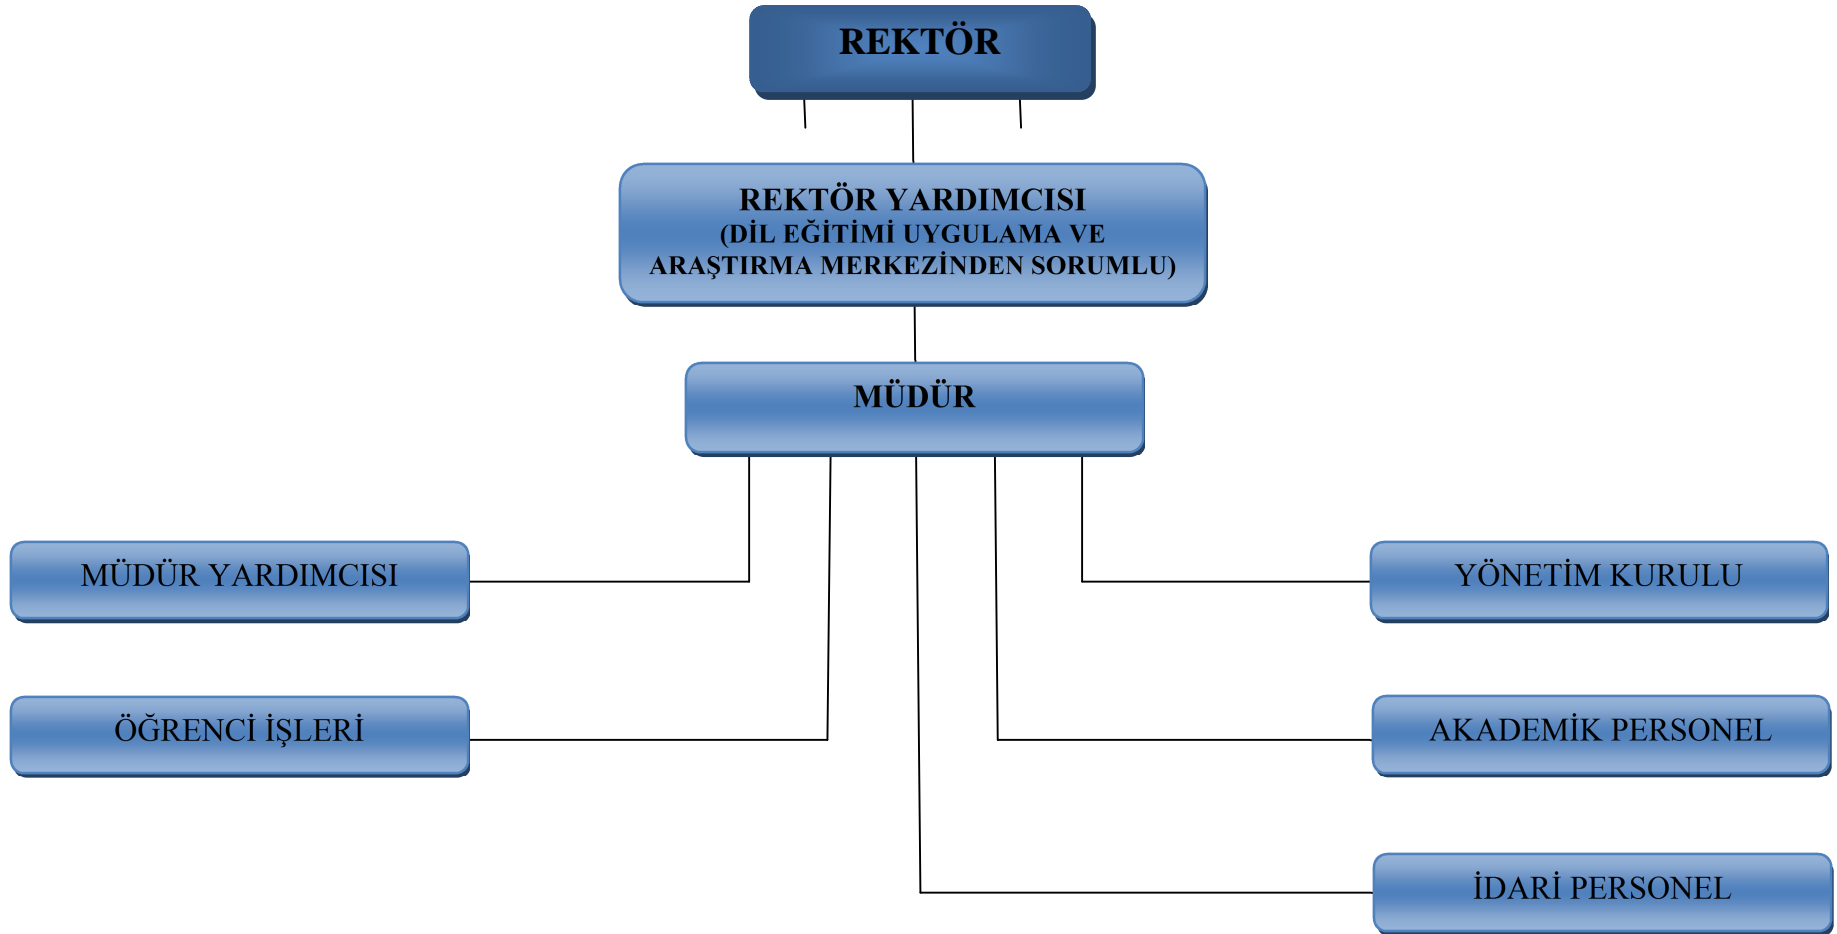 REKTÖR
REKTÖR YARDIMCISI
(DİL EĞİTİMİ UYGULAMA VE
ARAŞTIRMA MERKEZİNDEN SORUMLU)
MÜDÜR
MÜDÜR YARDIMCISI
YÖNETİM KURULU
ÖĞRENCİ İŞLERİ
AKADEMİK PERSONEL
İDARİ PERSONEL